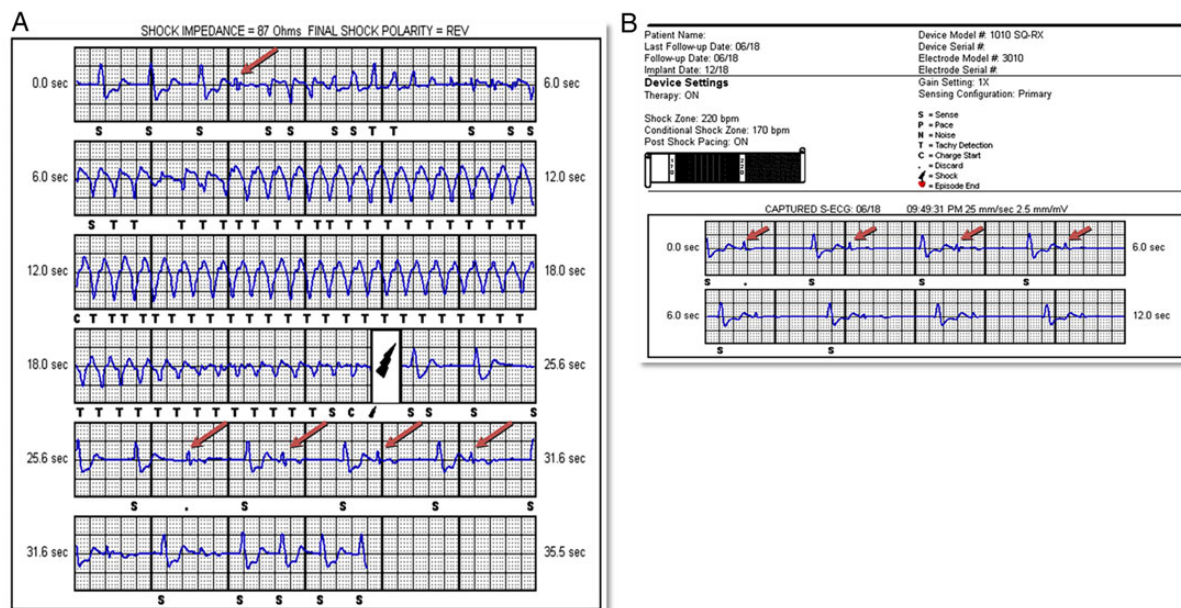 A
SHOCK IMPEDANCE = 87 Ohms FINAL SHOCK POLARITY = REV
0.0 sec
6.0 sec
S S S S S S S T T S S S
6.0 sec
12.0 sec
S T T T T T T T T T T T T T T T T T T T T
12.0 sec
18.0 sec
C T T T T T T T T T T T T T T T T T T T T T T T
18.0 sec
25.6 sec
T T T T T T T T T T T T T S C S S S S
25.6 sec
31.6 sec
S . S S S S
31.6 sec
35.5 sec
S S S S S
B
Patient Name:
Last Follow-up Date: 06/18
Follow-up Date: 06/18
Implant Date: 12/18
Device Model #: 1010 SQ-RX
Device Serial #:
Electrode Model #: 3010
Electrode Serial #:
Device Settings
Therapy: ON
Gain Setting: 1X
Sensing Configuration: Primary
Shock Zone: 220 bpm
Conditional Shock Zone: 170 bpm
Post Shock Pacing: ON
S = Sense
P = Pace
N = Noise
T = Tachy Detection
C = Charge Start
. = Discard
= Shock
= Episode End
CAPTURED S-ECG: 06/18 09:49:31 PM 25 mm/sec 2.5 mm/mV
0.0 sec
6.0 sec
S . S S S
6.0 sec
12.0 sec
S S